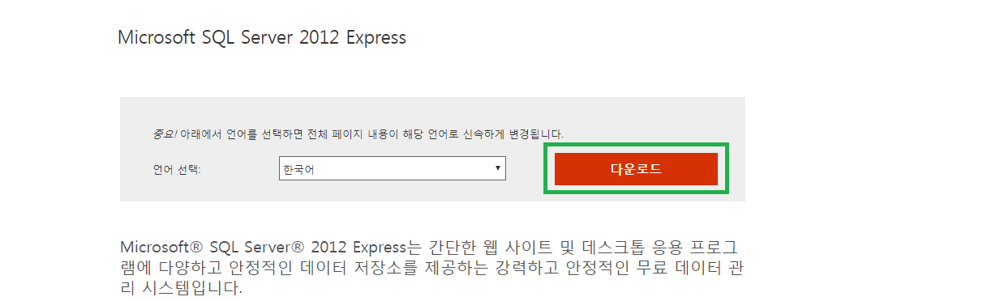 Microsoft SQL Server 2012 Express
중요! 아래에서 언어를 선택하면 전체 페이지 내용이 해당 언어로 신속하게 변경됩니다.
언어 선택: 한국어 다운로드
Microsoft® SQL Server® 2012 Express는 간단한 웹 사이트 및 데스크톱 응용 프로그
램에 다양하고 안정적인 데이터 저장소를 제공하는 강력하고 안정적인 무료 데이터 관
리 시스템입니다.